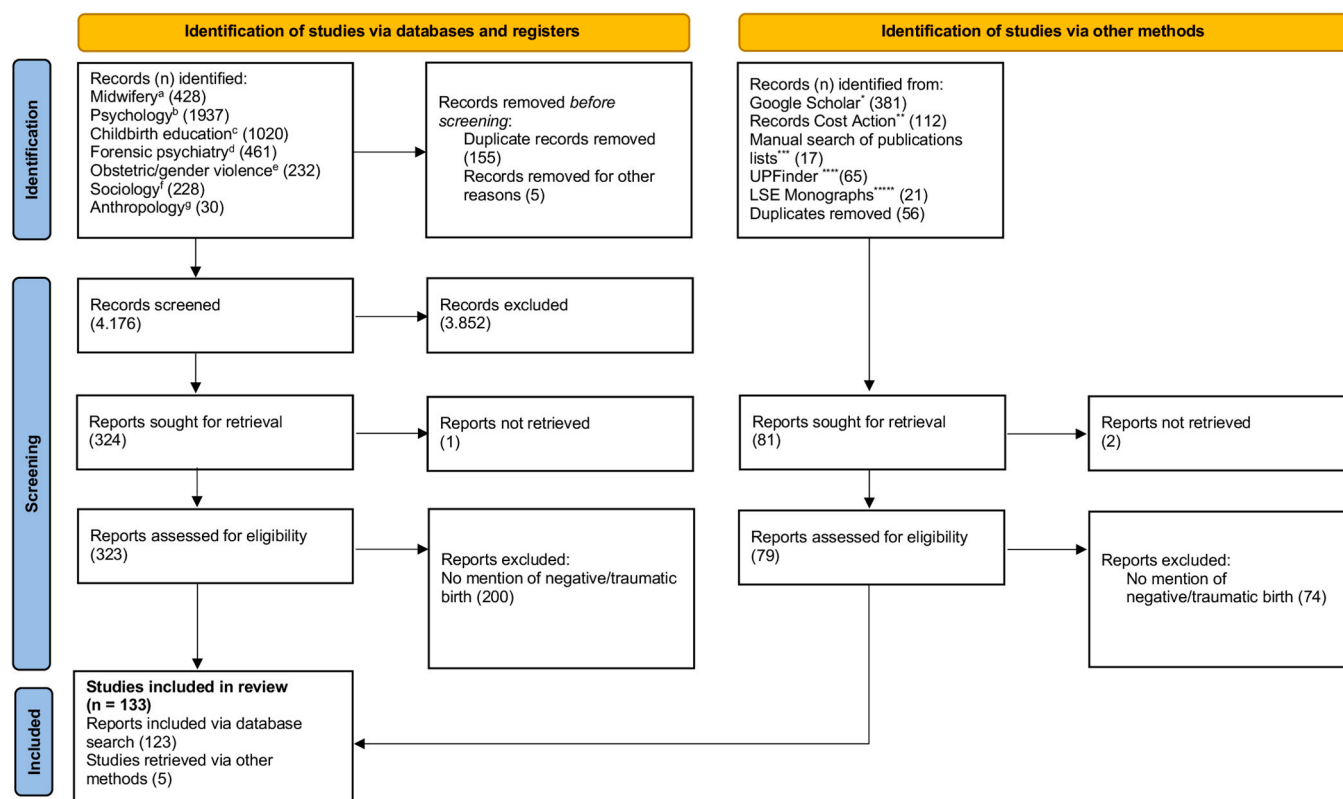 Identification of studies via databases and registers
Identification of studies via other methods
Identification
Records (n) identified:
Midwiferyᵃ (428)
Psychologyᵇ (1937)
Childbirth educationᶜ (1020)
Forensic psychiatryᵈ (461)
Obstetric/gender violenceᵉ (232)
Sociologyᶠ (228)
Anthropologyᵍ (30)
Records removed before
screening:
Duplicate records removed
(155)
Records removed for other
reasons (5)
Records (n) identified from:
Google Scholar* (381)
Records Cost Action** (112)
Manual search of publications
lists*** (17)
UPFinder ****(65)
LSE Monographs***** (21)
Duplicates removed (56)
Screening
Records screened
(4.176)
Records excluded
(3.852)
Reports sought for retrieval
(324)
Reports not retrieved
(1)
Reports sought for retrieval
(81)
Reports not retrieved
(2)
Reports assessed for eligibility
(323)
Reports excluded:
No mention of negative/traumatic
birth (200)
Reports assessed for eligibility
(79)
Reports excluded:
No mention of
negative/traumatic birth (74)
Included
Studies included in review
(n = 133)
Reports included via database
search (123)
Studies retrieved via other
methods (5)